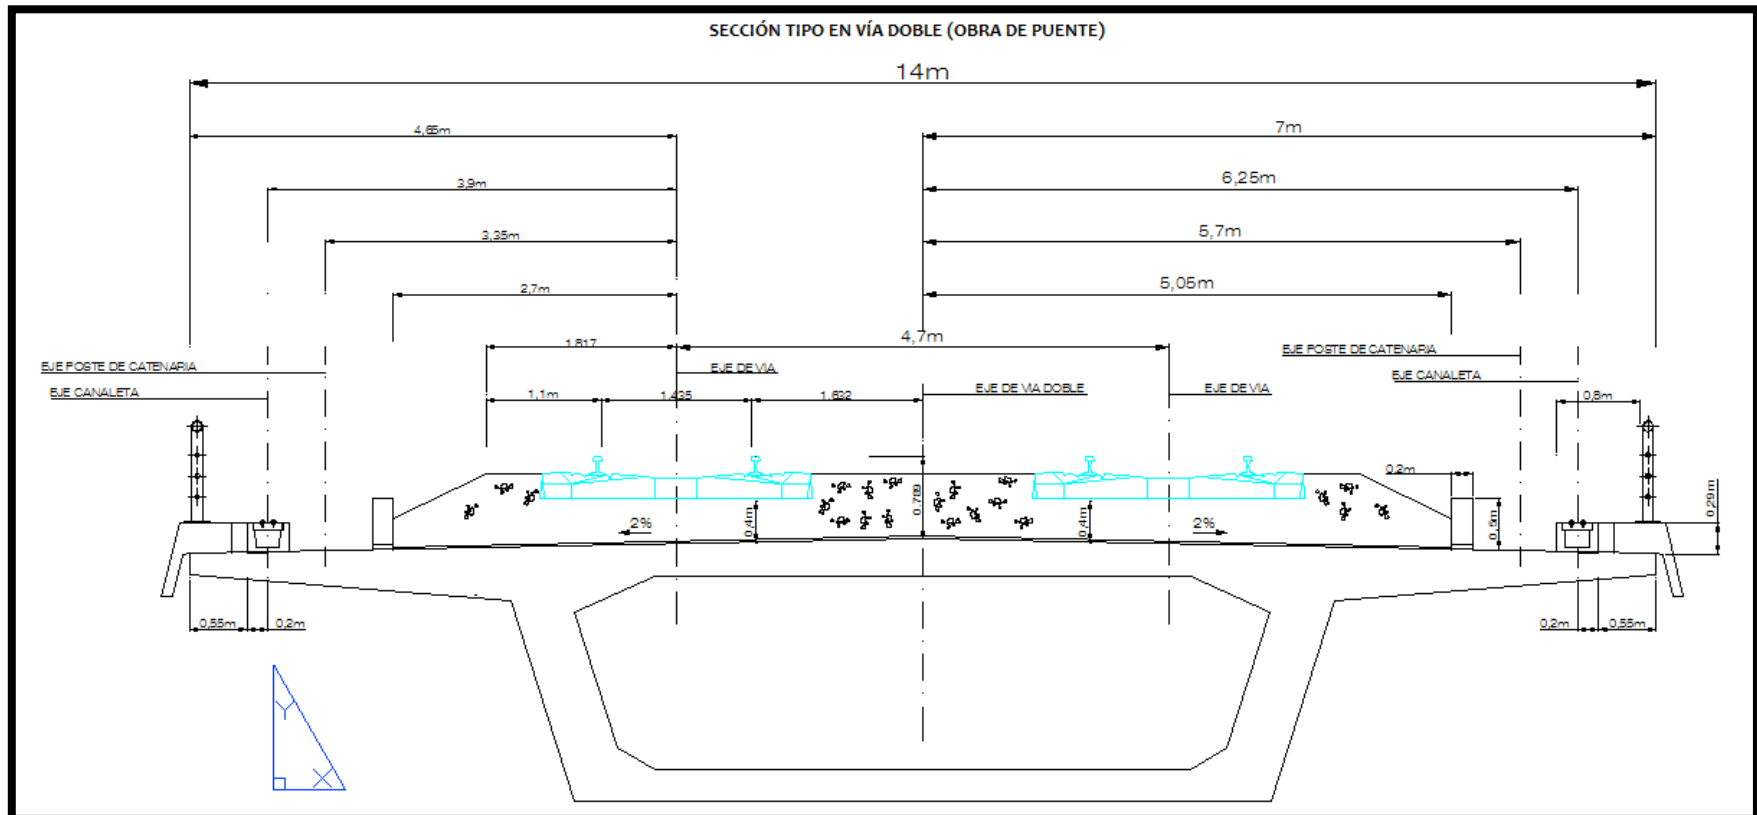 SECCIÓN TIPO EN VÍA DOBLE (OBRA DE PUENTE)
14m
4,65m
7m
3,9m
6,25m
3,35m
5,7m
2,7m
5,05m
1.817
4,7m
EJE POSTE DE CATENARIA
EJE DE VIA
EJE POSTE DE CATENARIA
EJE CANALETA
EJE DE VIA DOBLE
EJE DE VIA
EJE CANALETA
1,1m
1.435
1.632
0,8m
0,2m
0.789
0,4m
0,4m
2%
2%
0,5m
0,29m
0,55m
0,2m
0,2m
0,55m
Y
X